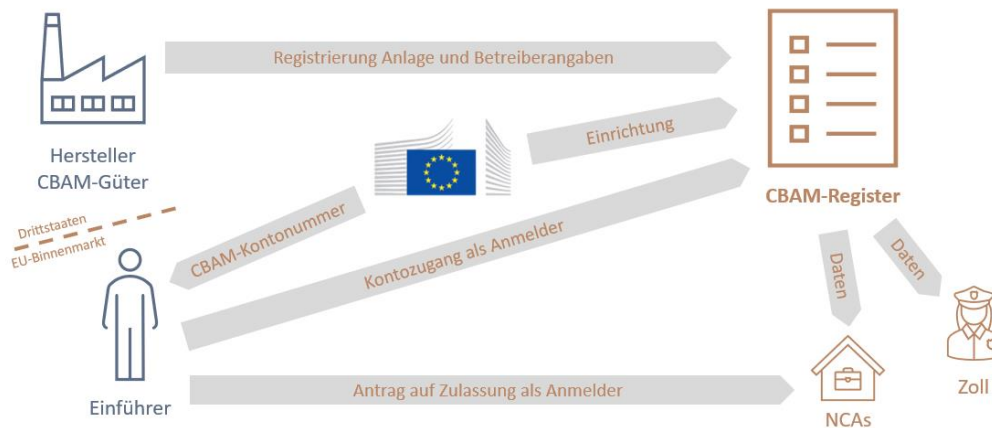 Registrierung Anlage und Betreiberangaben
Einrichtung
Hersteller
CBAM-Güter
CBAM-Register
Drittstaaten
EU-Binnenmarkt
CBAM-Kontonummer
Kontozugang als Anmelder
Daten
Daten
Antrag auf Zulassung als Anmelder
Einführer
NCAs
Zoll